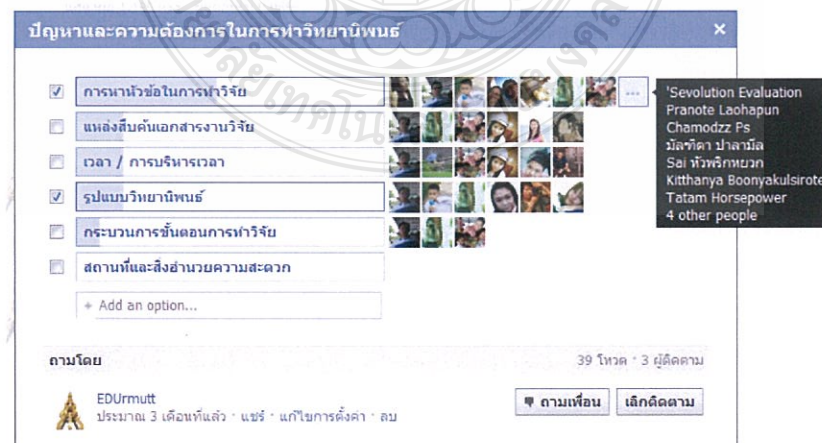 ปัญหาและความต้องการในการทำวิทยานิพนธ์ ×
การหาหัวข้อในการทำวิจัย
แหล่งสืบค้นเอกสารงานวิจัย
เวลา / การบริหารเวลา
รูปแบบวิทยานิพนธ์
กระบวนการขั้นตอนการทำวิจัย
สถานที่และสิ่งอำนวยความสะดวก
+ Add an option...
'Sevolution Evaluation
Pranote Laohapun
Chamodzz Ps
มัลฑิตา ปาลามัล
Sai หัวพริกหยวก
Kitthanya Boonyakulsirote
Tatam Horsepower
4 other people
ถามโดย 39 โหวต · 3 ผู้ติดตาม
EDUrmutt
ประมาณ 3 เดือนที่แล้ว · แชร์ · แก้ไขการตั้งค่า · ลบ
ถามเพื่อน เลิกติดตาม